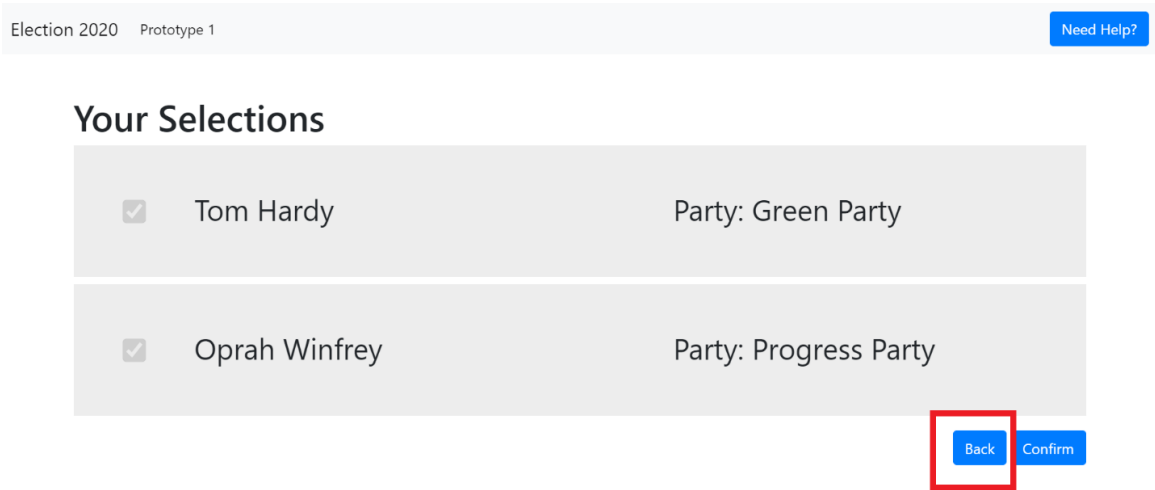 Election 2020 Prototype 1 Need Help?
Your Selections
Tom Hardy Party: Green Party
Oprah Winfrey Party: Progress Party
Back Confirm